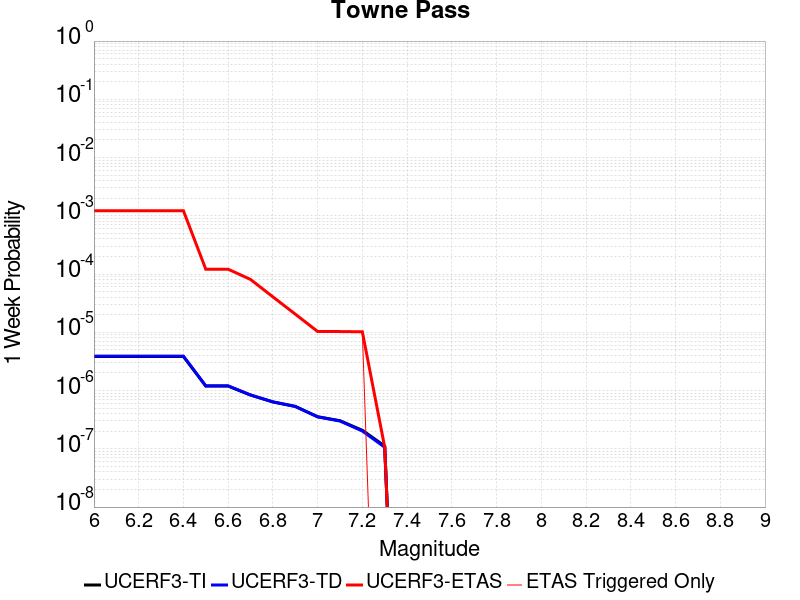 Towne Pass
1 Week Probability
10^0
10^-1
10^-2
10^-3
10^-4
10^-5
10^-6
10^-7
10^-8
6 6.2 6.4 6.6 6.8 7 7.2 7.4 7.6 7.8 8 8.2 8.4 8.6 8.8 9
Magnitude
UCERF3-TI UCERF3-TD UCERF3-ETAS ETAS Triggered Only